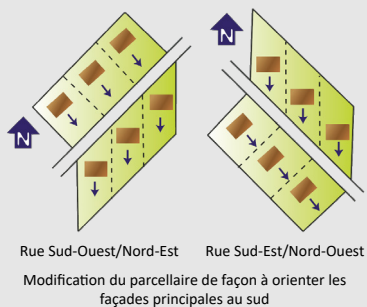 N
N
Rue Sud-Ouest/Nord-Est
Rue Sud-Est/Nord-Ouest
Modification du parcellaire de façon à orienter les
façades principales au sud